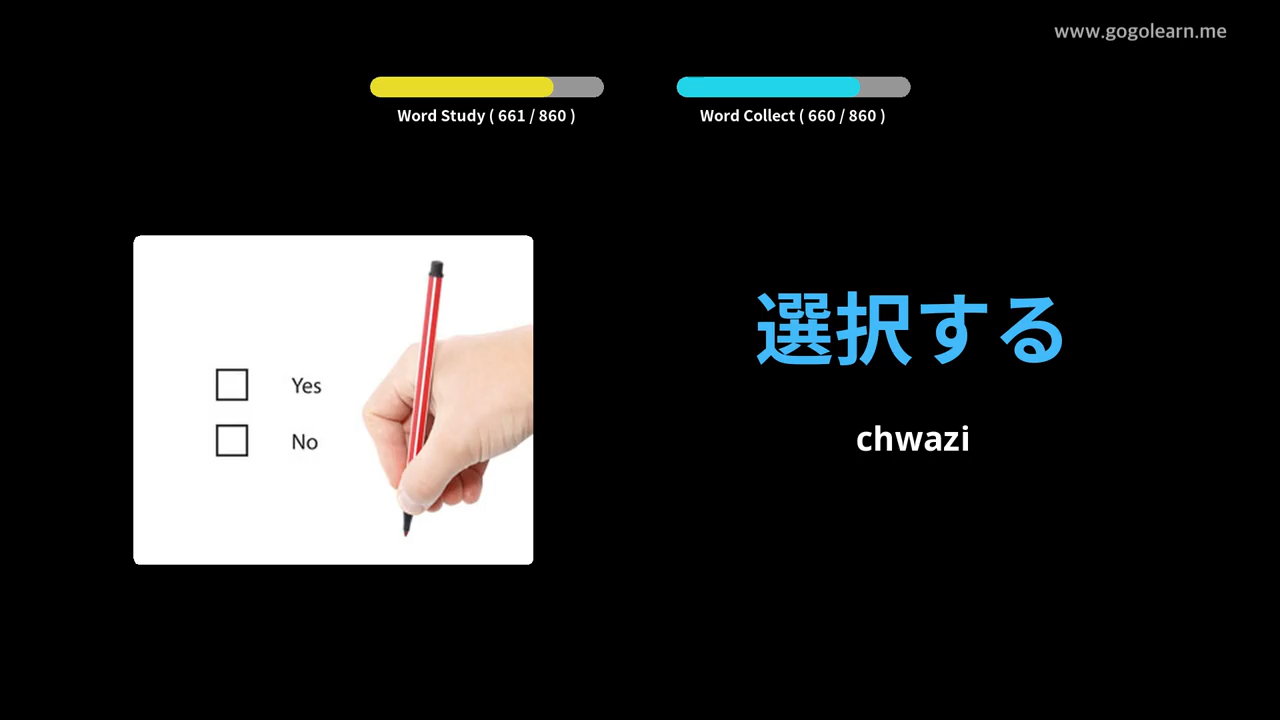 www.gogolearn.me
Word Study ( 661 / 860 )
Word Collect ( 660 / 860 )
Yes
No
選択する
chwazi